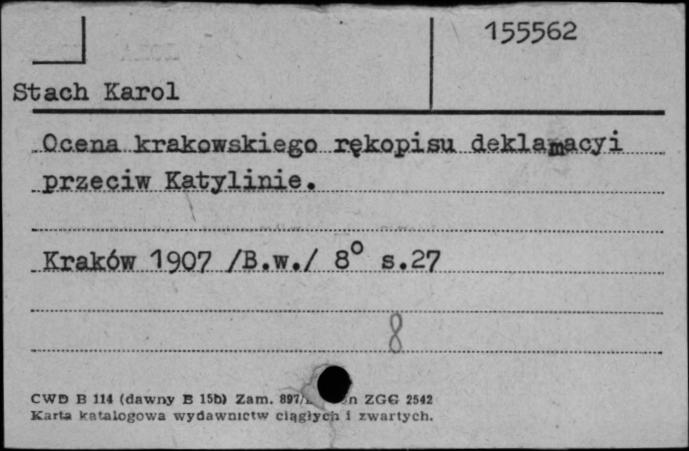 155562
Stach Karol
Ocena krakowskiego rękopisu deklamacyi
przeciw Katylinie.
Kraków 1907 /B.w./ 8° s.27
8
CWD B 114 (dawny B 15b) Zam. 897/ ZGG 2542
Karta katalogowa wydawnictw ciągłych i zwartych.